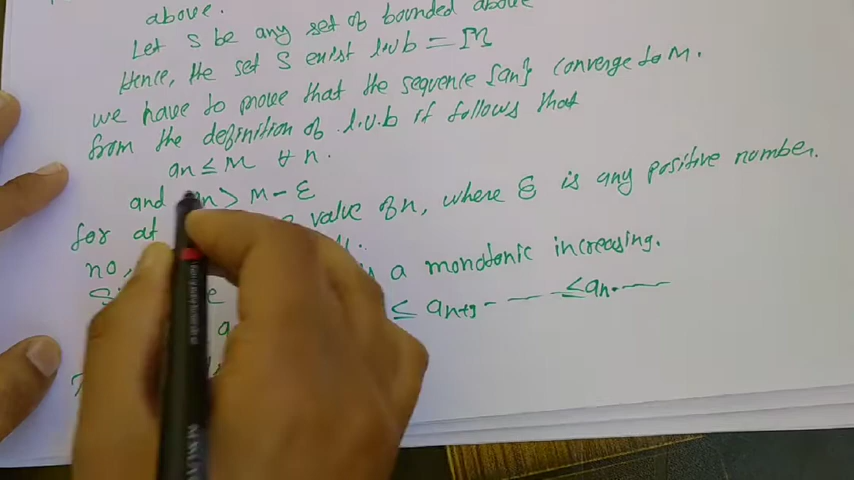 above.
Let S be any set of bounded above
Hence, the set S exist l.u.b = M
we have to prove that the sequence {an} converge to M.
from the definition of l.u.b it follows that
an ≤ M ∀ n.
and an > M - ε
for at value of n, where ε is any positive number.
no, is a monotonic increasing.
≤ an+g - - - ≤ an. -